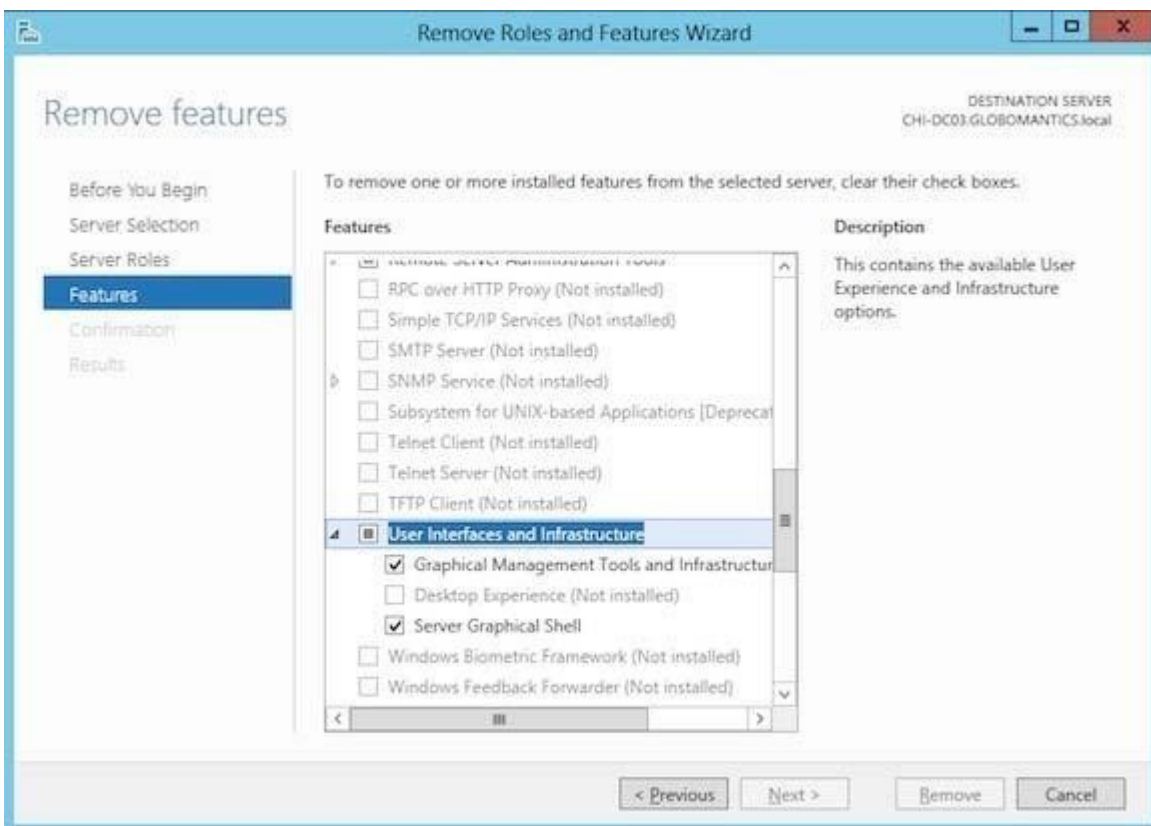 Remove Roles and Features Wizard
Remove features
DESTINATION SERVER
CHI-DC03.GLOBOMANTICS.local
Before You Begin
Server Selection
Server Roles
Features
Confirmation
Results
To remove one or more installed features from the selected server, clear their check boxes.
Features
Remote Server Administration Tools
RPC over HTTP Proxy (Not installed)
Simple TCP/IP Services (Not installed)
SMTP Server (Not installed)
SNMP Service (Not installed)
Subsystem for UNIX-based Applications [Deprecat
Telnet Client (Not installed)
Telnet Server (Not installed)
TFTP Client (Not installed)
User Interfaces and Infrastructure
Graphical Management Tools and Infrastructur
Desktop Experience (Not installed)
Server Graphical Shell
Windows Biometric Framework (Not installed)
Windows Feedback Forwarder (Not installed)
Description
This contains the available User
Experience and Infrastructure
options.
< Previous
Next >
Remove
Cancel